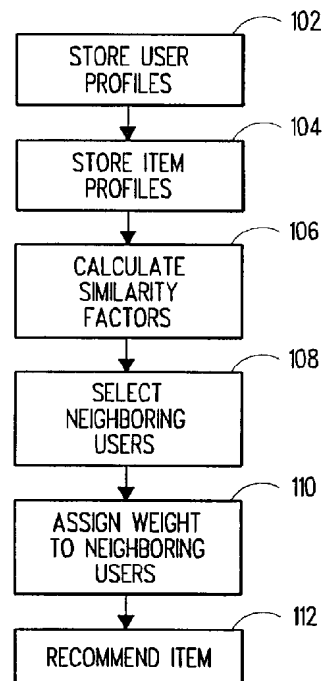 102
STORE USER
PROFILES
104
STORE ITEM
PROFILES
106
CALCULATE
SIMILARITY
FACTORS
108
SELECT
NEIGHBORING
USERS
110
ASSIGN WEIGHT
TO NEIGHBORING
USERS
112
RECOMMEND ITEM